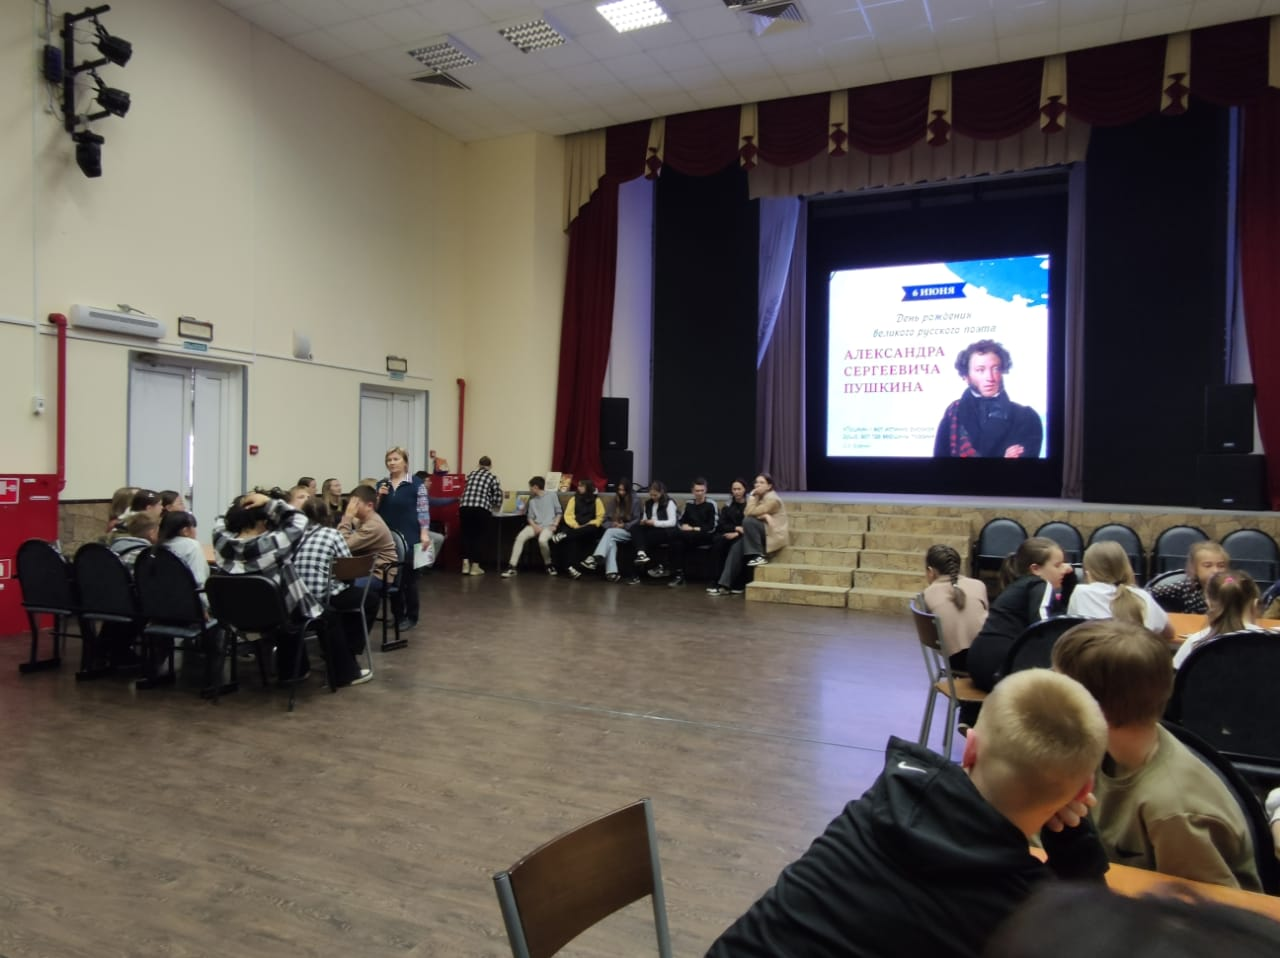 6 ИЮНЯ
День рождения
великого русского поэта
АЛЕКСАНДРА
СЕРГЕЕВИЧА
ПУШКИНА